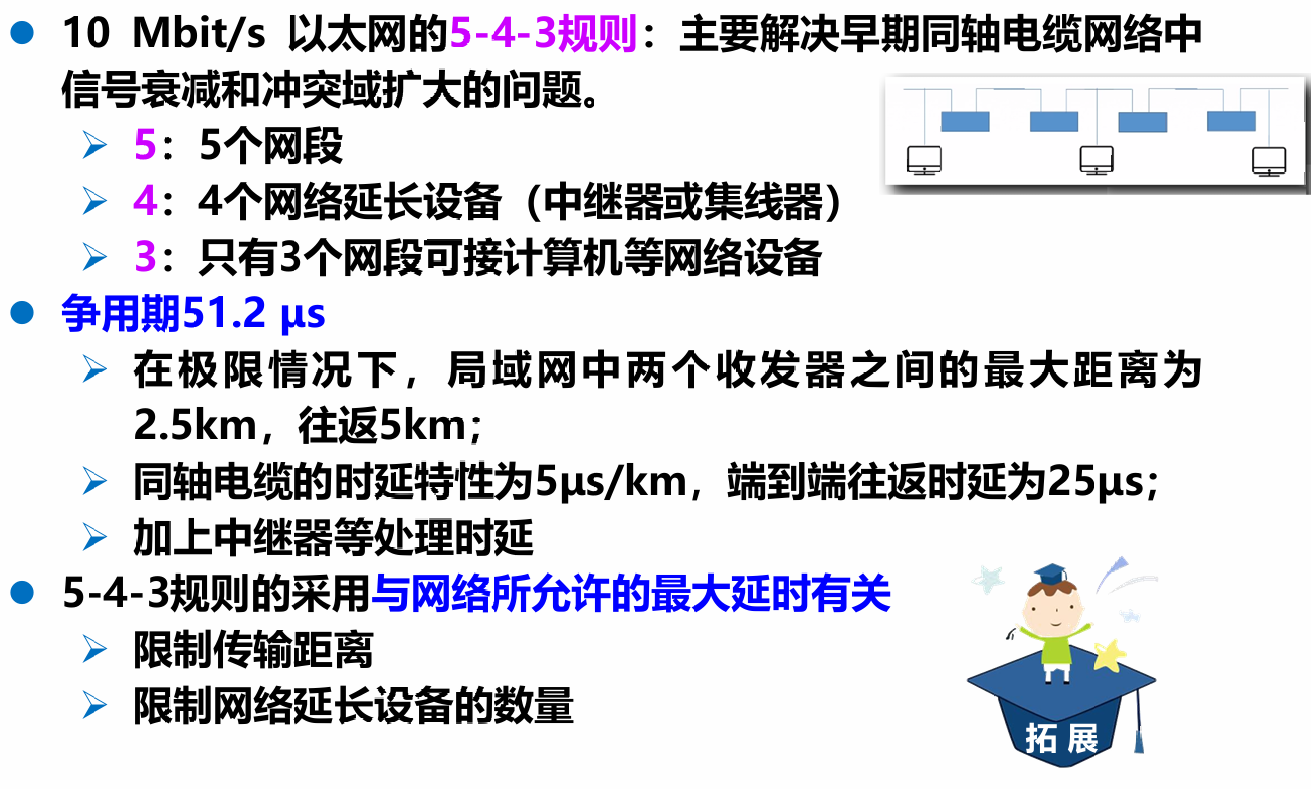 10 Mbit/s 以太网的5-4-3规则：主要解决早期同轴电缆网络中
信号衰减和冲突域扩大的问题。
5：5个网段
4：4个网络延长设备（中继器或集线器）
3：只有3个网段可接计算机等网络设备
争用期51.2 μs
在极限情况下，局域网中两个收发器之间的最大距离为
2.5km，往返5km；
同轴电缆的时延特性为5μs/km，端到端往返时延为25μs；
加上中继器等处理时延
5-4-3规则的采用与网络所允许的最大延时有关
限制传输距离
限制网络延长设备的数量
拓展